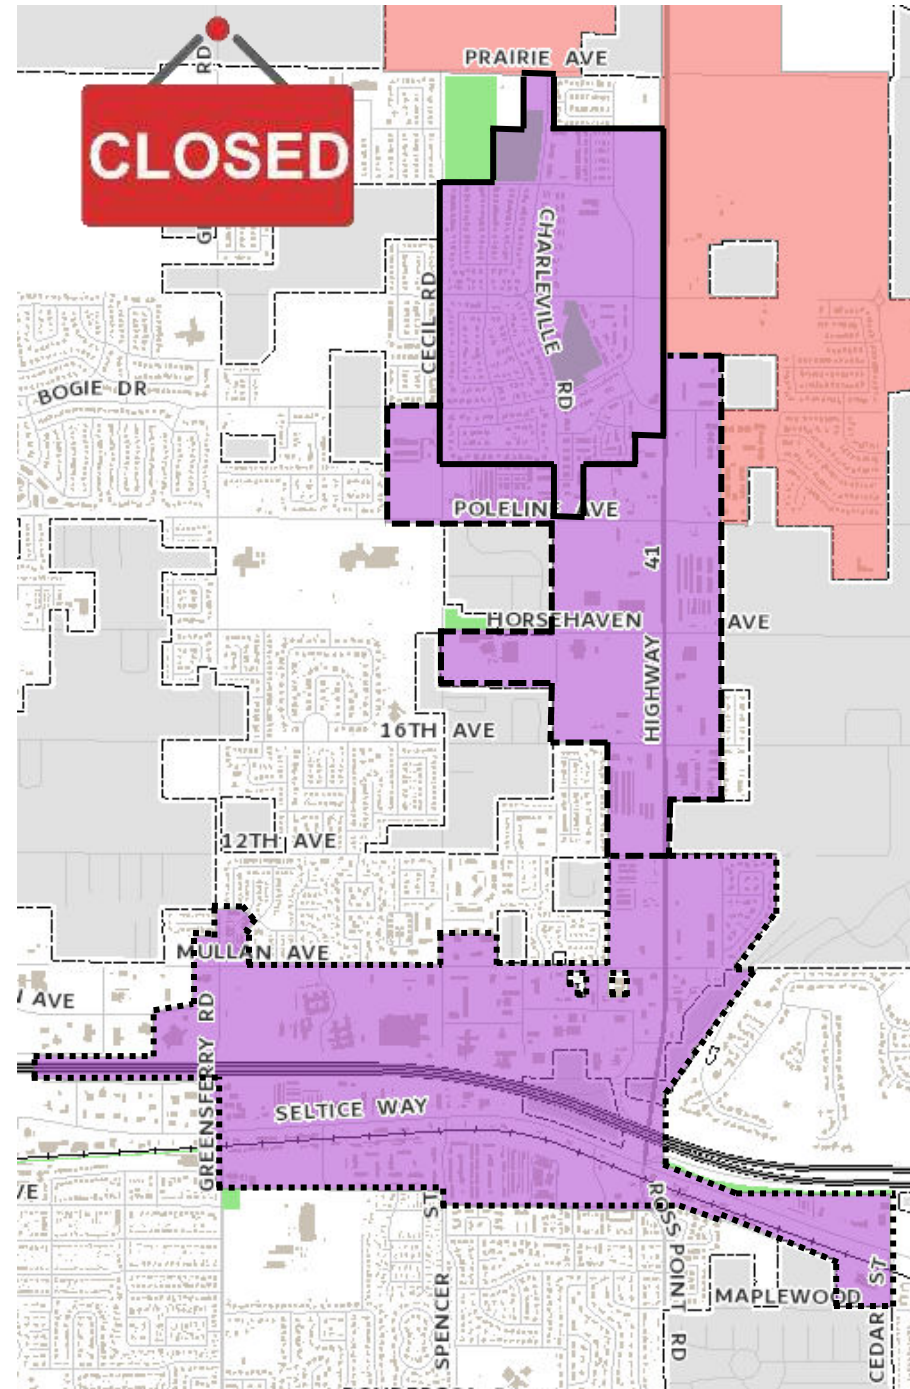 PRAIRIE AVE
RD
CLOSED
G
CHARLEVILLE RD
CECIL RD
BOGIE DR
POLELINE AVE
HIGHWAY 41
HORSEHAVEN AVE
16TH AVE
12TH AVE
MULLAN AVE
AVE
GREENSFERRY RD
SELTICE WAY
VE
SPENCER ST
ROSS POINT RD
MAPLEWOOD
CEDAR ST